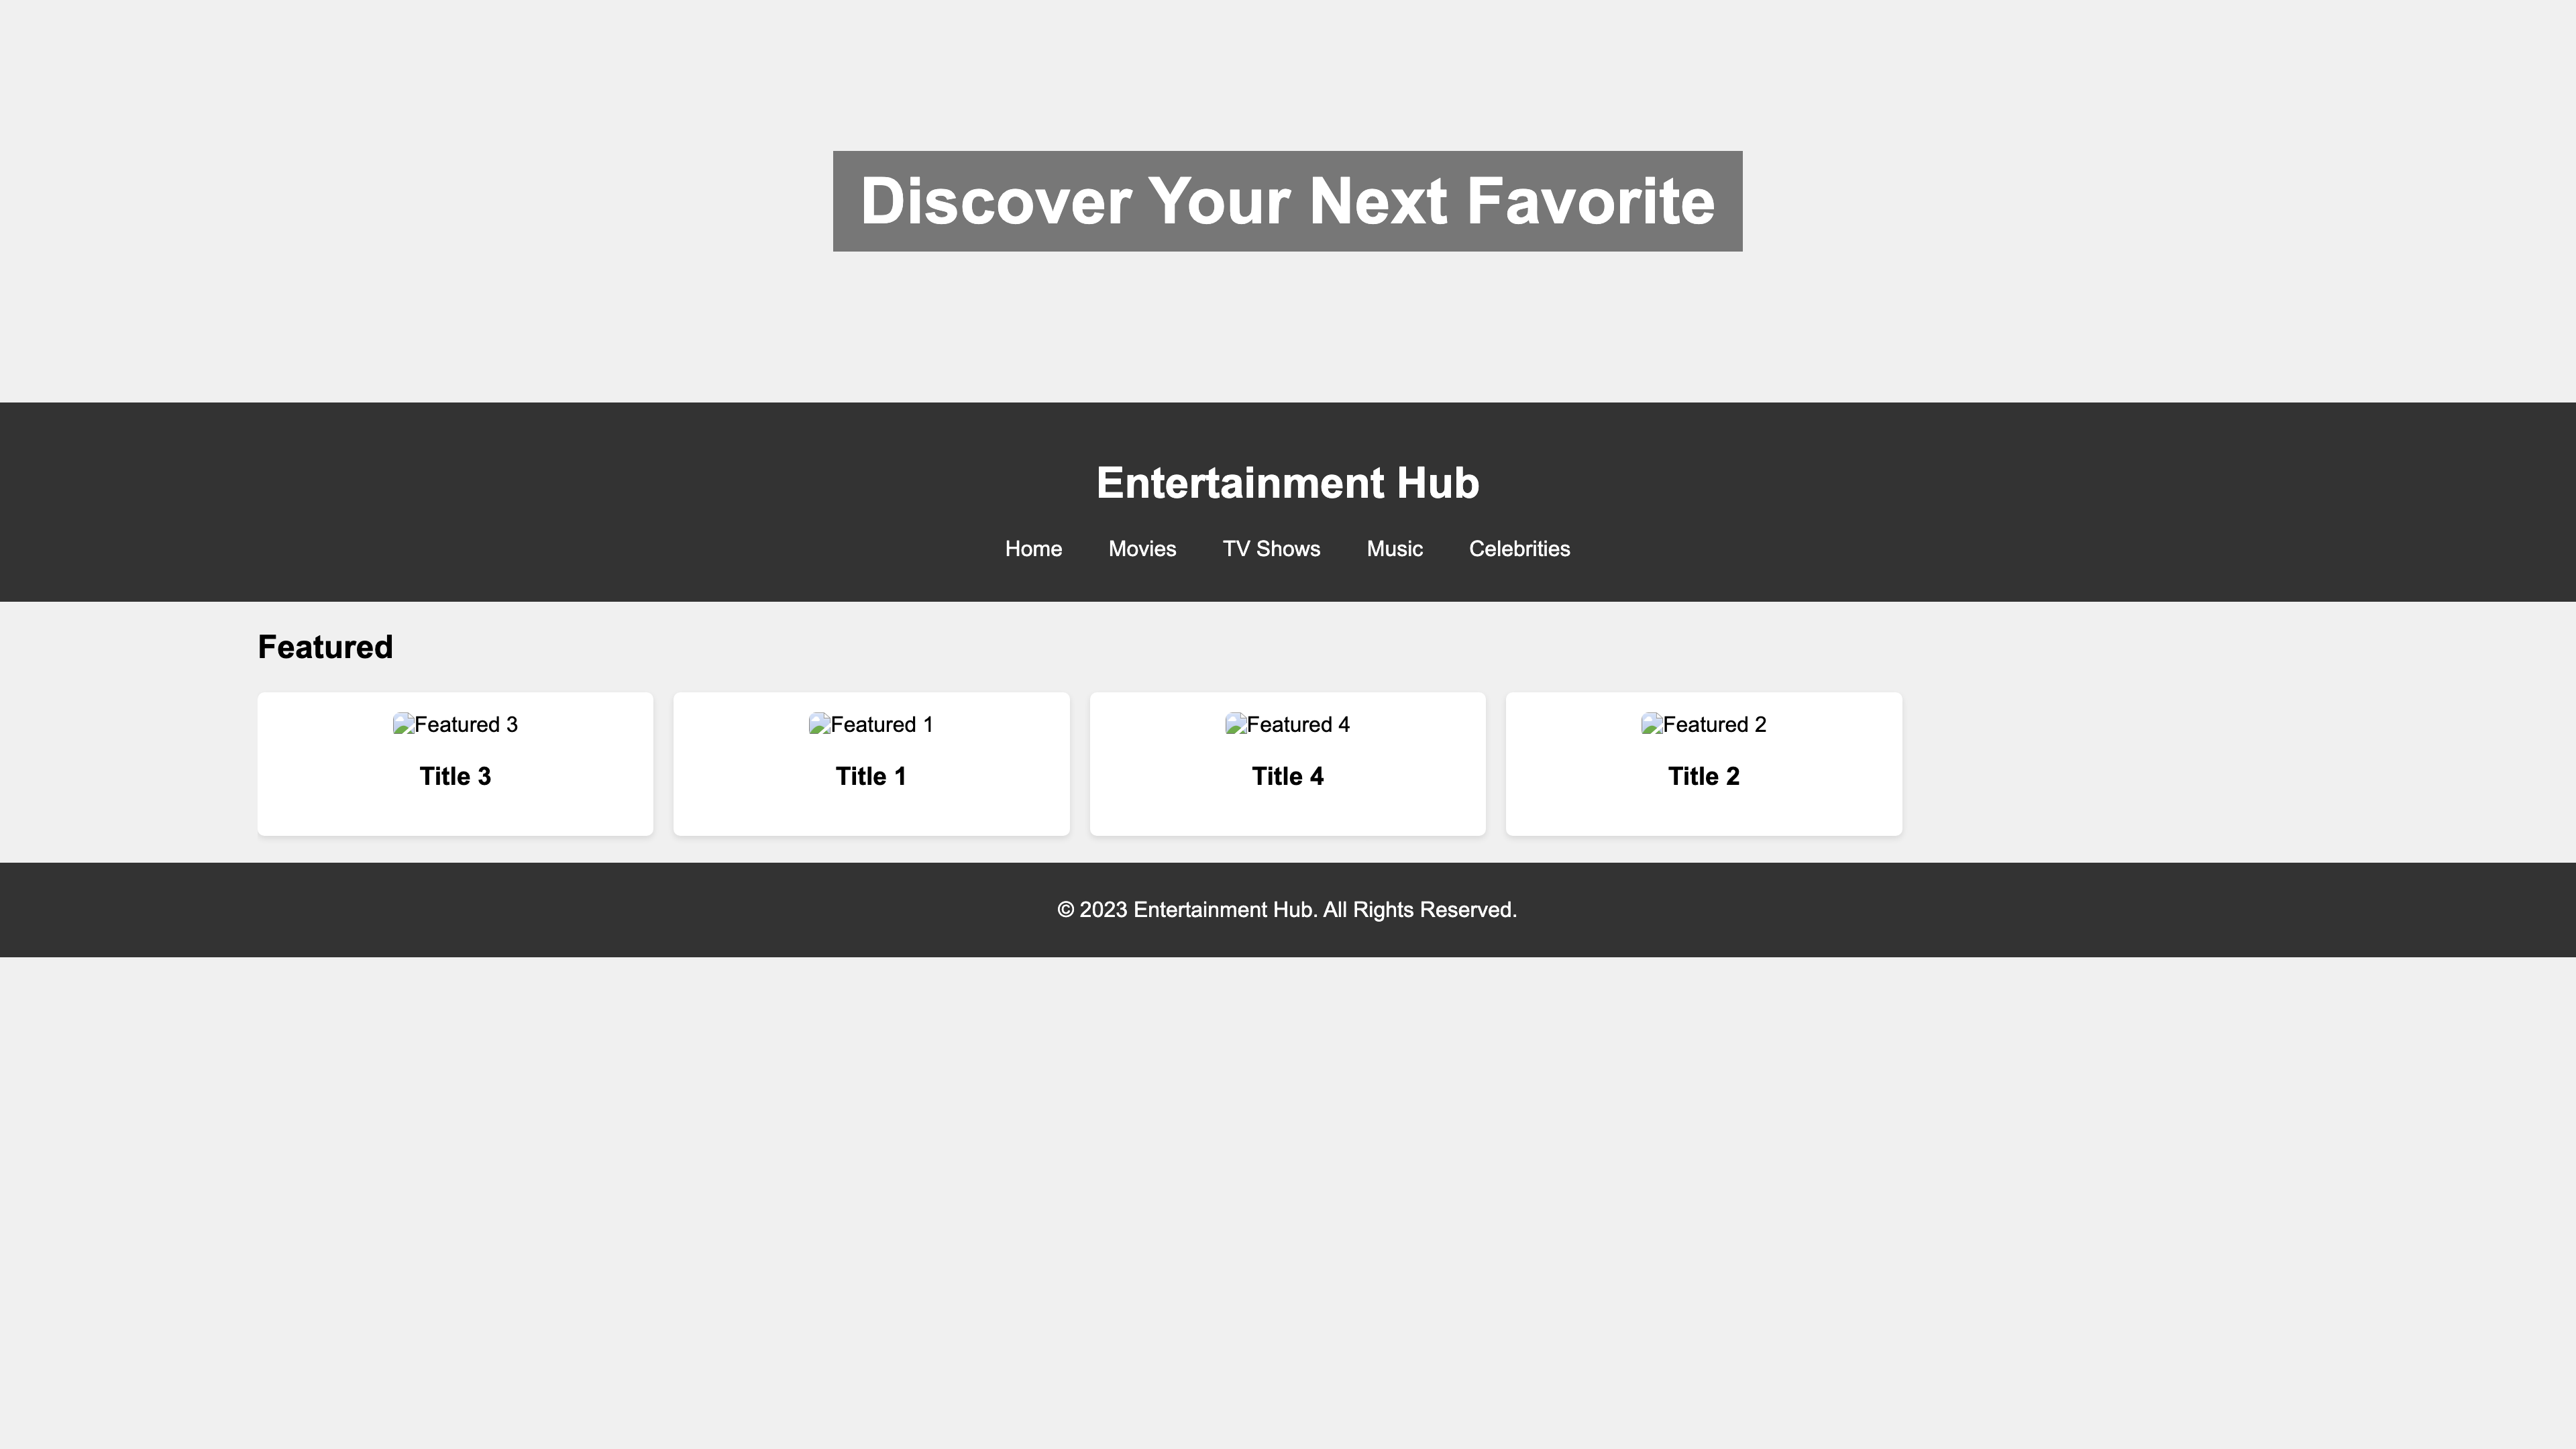 Discover Your Next Favorite
Entertainment Hub
Home Movies TV Shows Music Celebrities
Featured
Featured 3 Featured 1 Featured 4 Featured 2
Title 3 Title 1 Title 4 Title 2
© 2023 Entertainment Hub. All Rights Reserved.